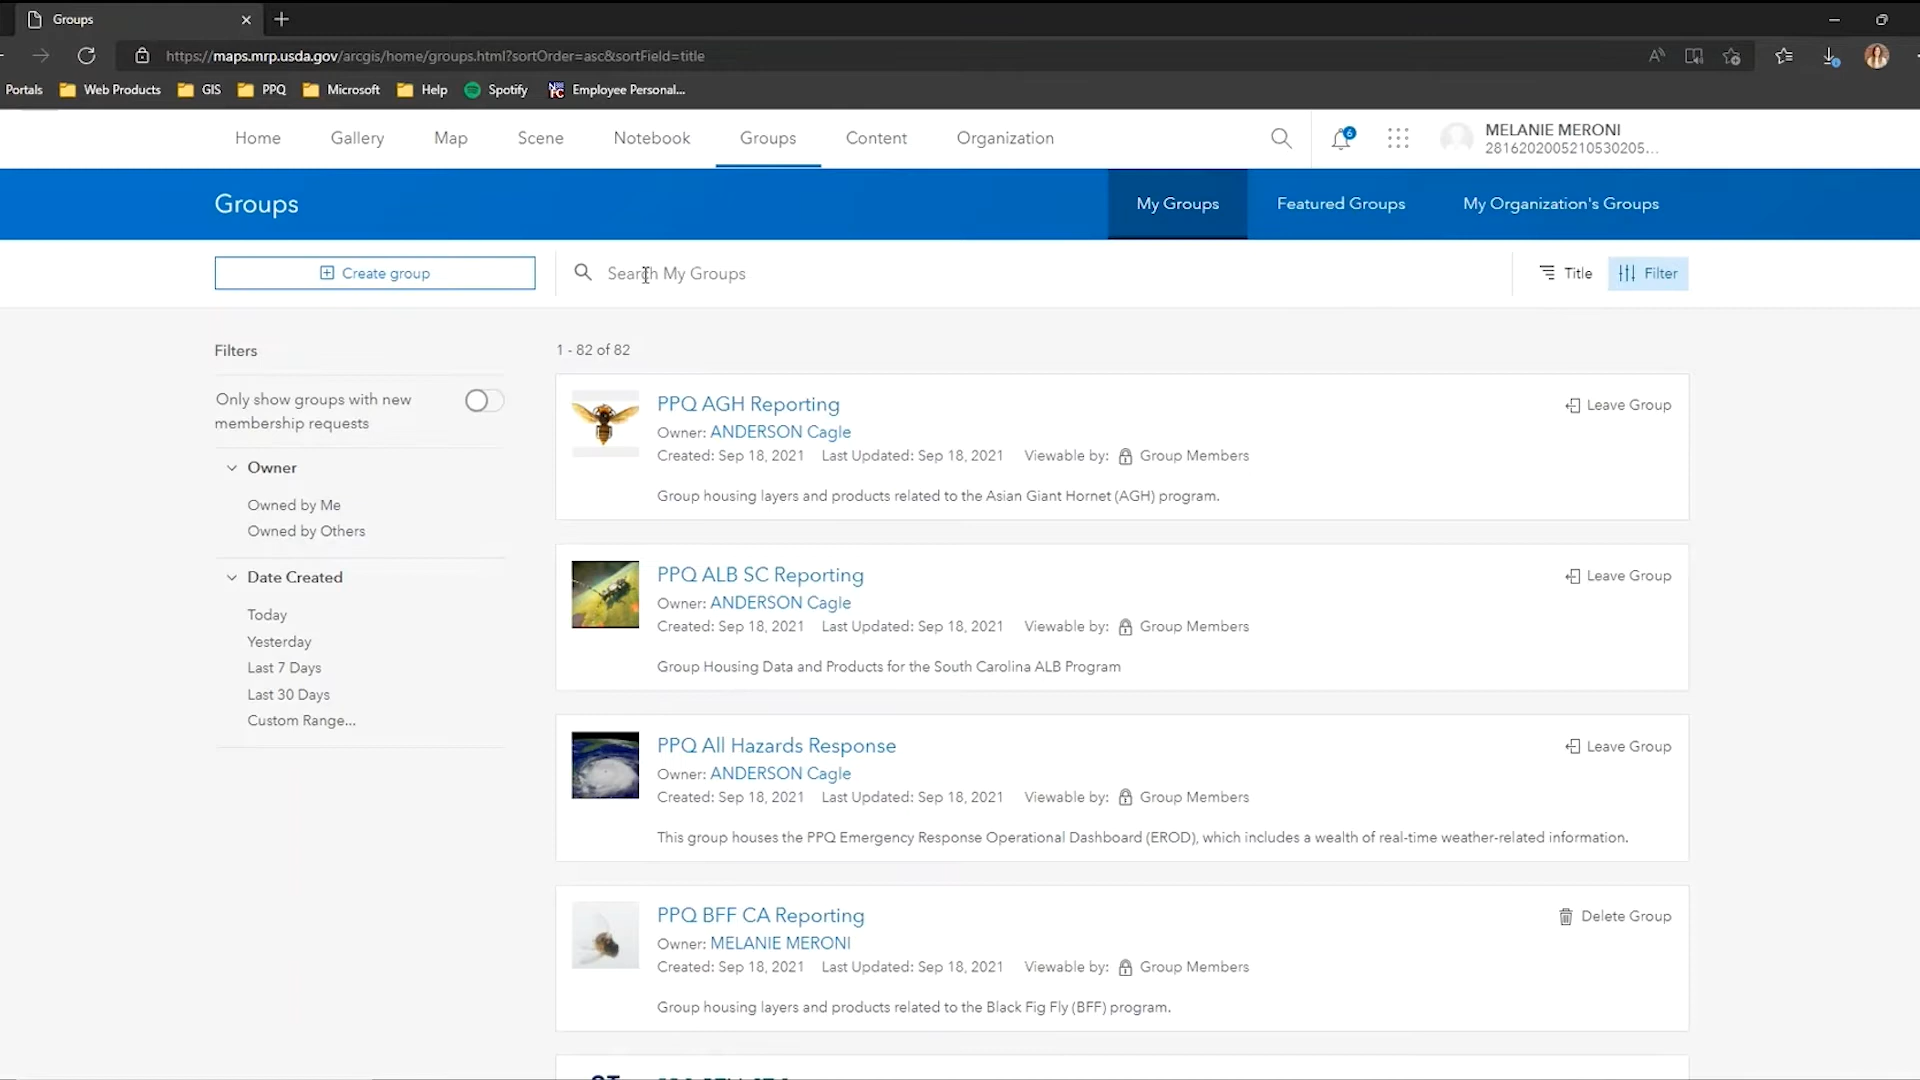 Groups
https://maps.mrp.usda.gov/arcgis/home/groups.html?sortOrder=asc&sortField=title
Portals Web Products GIS PPQ Microsoft Help Spotify Employee Personal...
Home Gallery Map Scene Notebook Groups Content Organization
6
MELANIE MERONI
2816202005210530205...
Groups
My Groups Featured Groups My Organization's Groups
Create group
Search My Groups
Title Filter
Filters
Only show groups with new
membership requests
Owner
Owned by Me
Owned by Others
Date Created
Today
Yesterday
Last 7 Days
Last 30 Days
Custom Range...
1 - 82 of 82
PPQ AGH Reporting
Leave Group
Owner: ANDERSON Cagle
Created: Sep 18, 2021 Last Updated: Sep 18, 2021 Viewable by: Group Members
Group housing layers and products related to the Asian Giant Hornet (AGH) program.
PPQ ALB SC Reporting
Leave Group
Owner: ANDERSON Cagle
Created: Sep 18, 2021 Last Updated: Sep 18, 2021 Viewable by: Group Members
Group Housing Data and Products for the South Carolina ALB Program
PPQ All Hazards Response
Leave Group
Owner: ANDERSON Cagle
Created: Sep 18, 2021 Last Updated: Sep 18, 2021 Viewable by: Group Members
This group houses the PPQ Emergency Response Operational Dashboard (EROD), which includes a wealth of real-time weather-related information.
PPQ BFF CA Reporting
Delete Group
Owner: MELANIE MERONI
Created: Sep 18, 2021 Last Updated: Sep 18, 2021 Viewable by: Group Members
Group housing layers and products related to the Black Fig Fly (BFF) program.